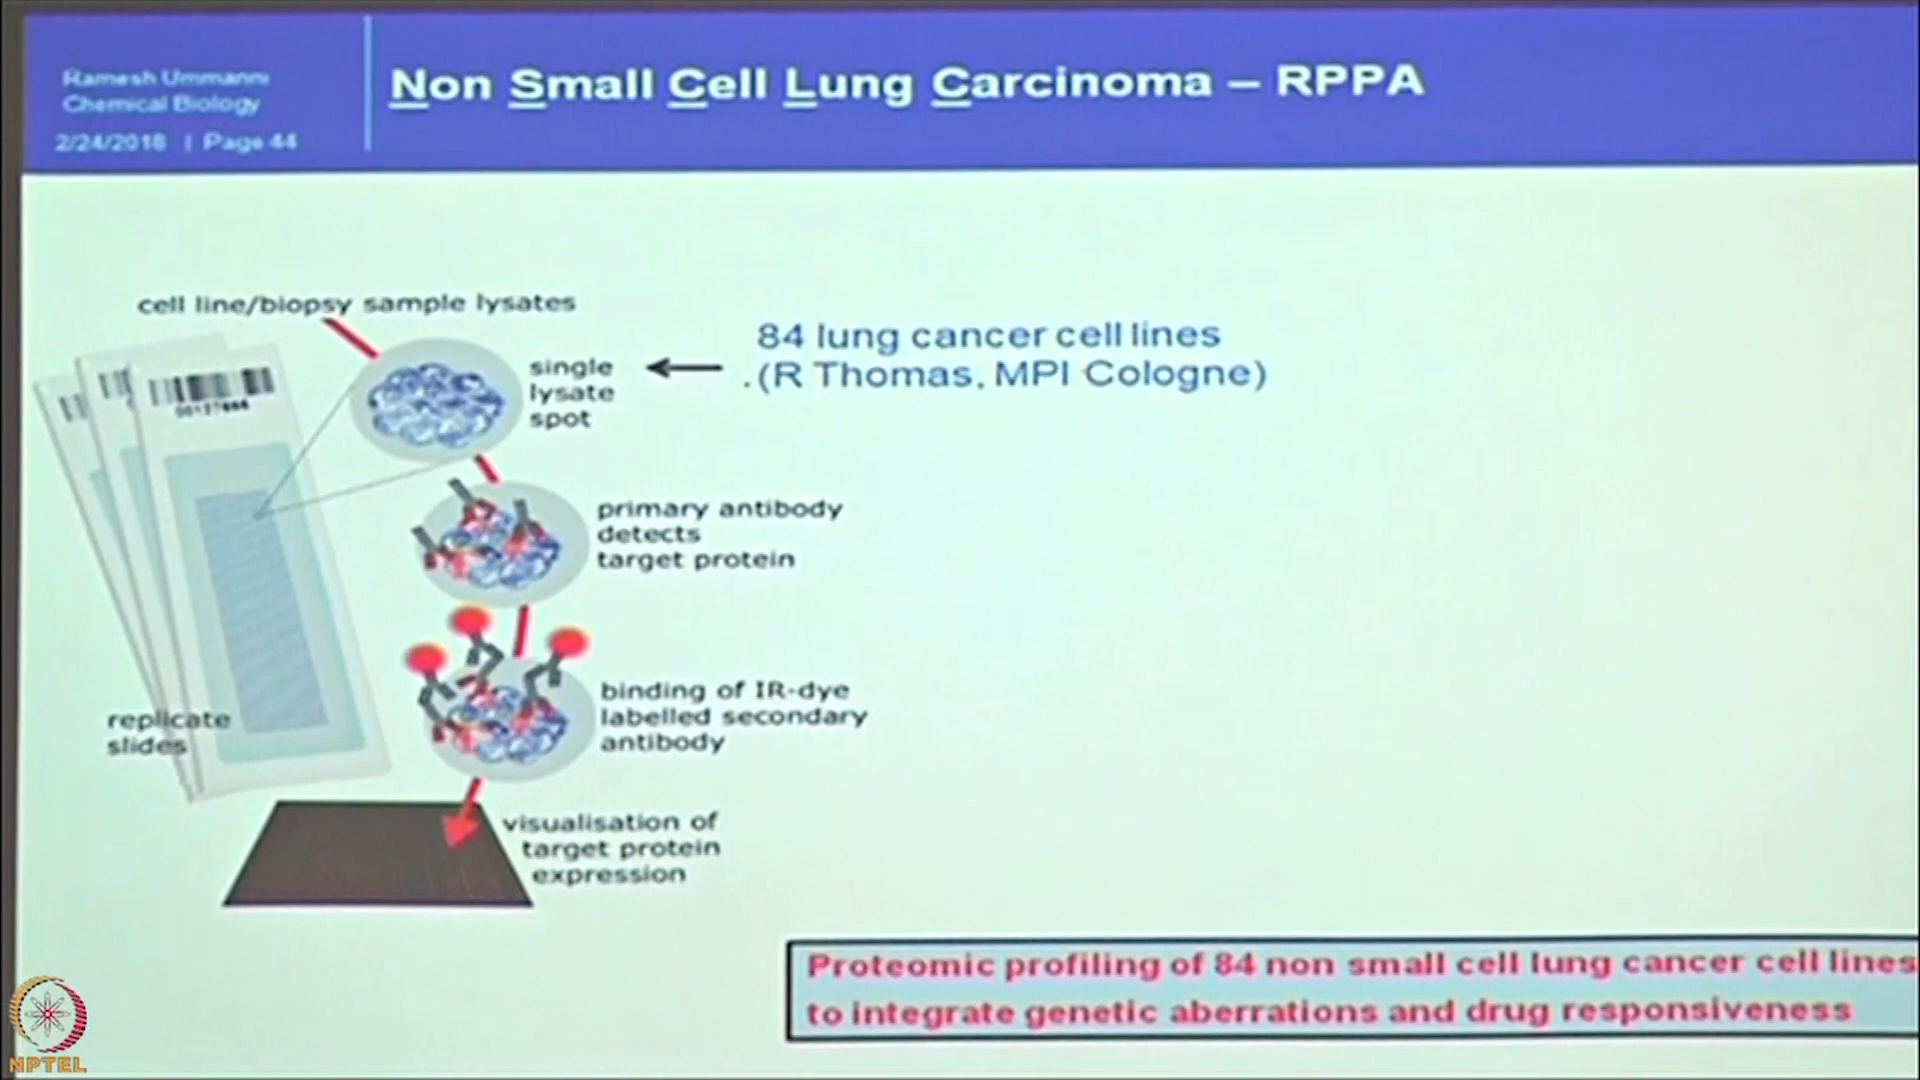 Ramesh Ummanni
Chemical Biology
2/24/2018 | Page 44
Non Small Cell Lung Carcinoma – RPPA
cell line/biopsy sample lysates
single
lysate
spot
84 lung cancer cell lines
.(R Thomas, MPI Cologne)
primary antibody
detects
target protein
binding of IR-dye
labelled secondary
antibody
replicate
slides
visualisation of
target protein
expression
Proteomic profiling of 84 non small cell lung cancer cell lines
to integrate genetic aberrations and drug responsiveness
NPTEL